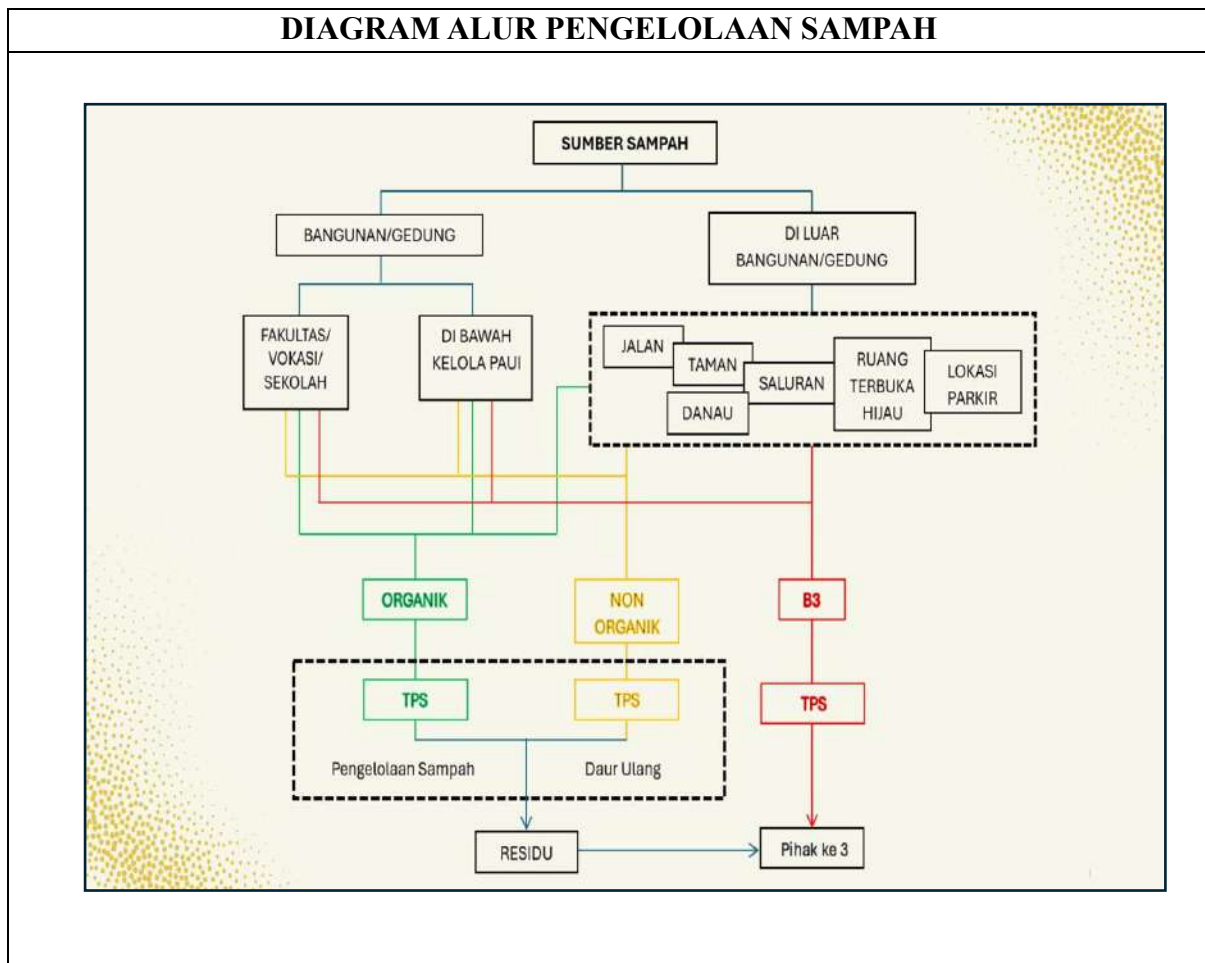 DIAGRAM ALUR PENGELOLAAN SAMPAH
SUMBER SAMPAH
BANGUNAN/GEDUNG
DI LUAR
BANGUNAN/GEDUNG
FAKULTAS/
VOKASI/
SEKOLAH
DI BAWAH
KELOLA PAUI
JALAN
TAMAN
DANAU
SALURAN
RUANG
TERBUKA
HIJAU
LOKASI
PARKIR
ORGANIK
NON
ORGANIK
B3
TPS
TPS
TPS
Pengelolaan Sampah
Daur Ulang
RESIDU
Pihak ke 3